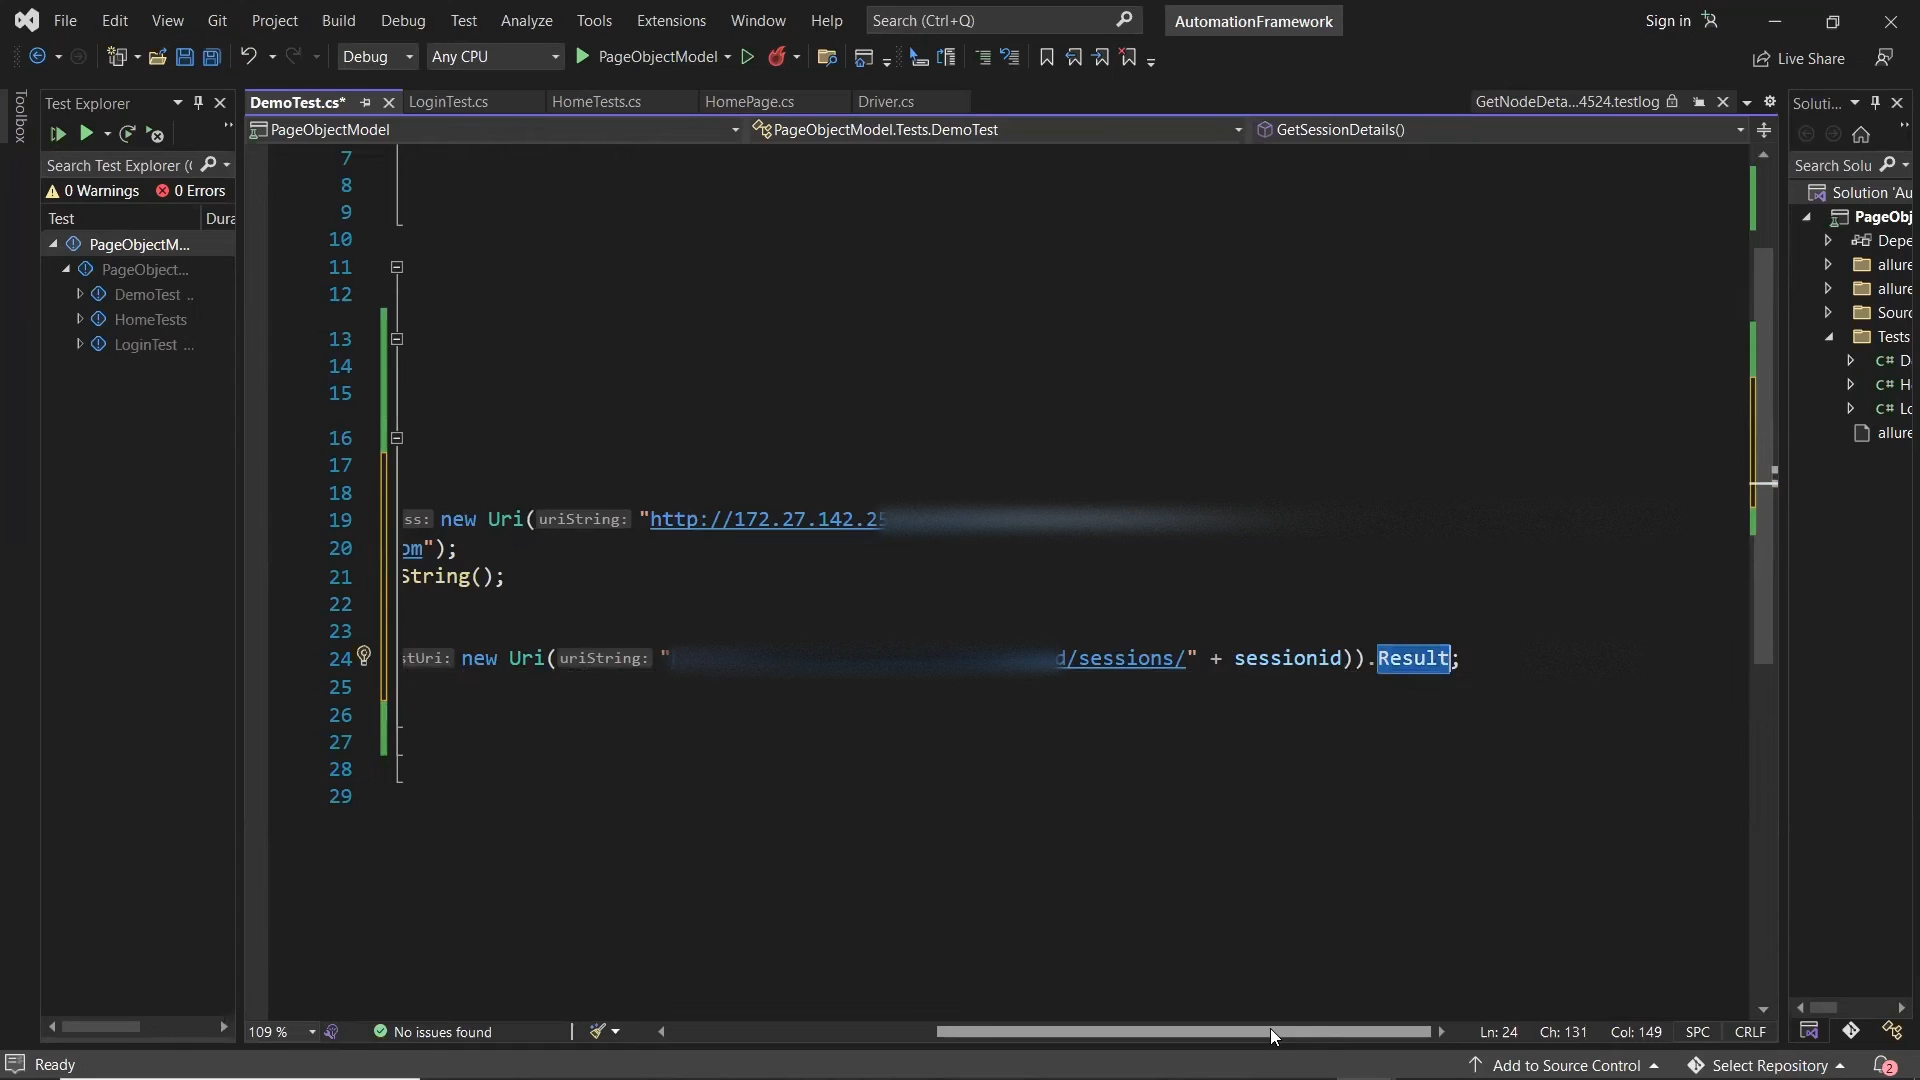 File Edit View Git Project Build Debug Test Analyze Tools Extensions Window Help Search (Ctrl+Q) AutomationFramework Sign in
Debug Any CPU PageObjectModel Live Share
Toolbox
Test Explorer
Search Test Explorer (
0 Warnings 0 Errors
Test Dura
PageObjectM...
PageObject...
DemoTest ..
HomeTests
LoginTest ...
DemoTest.cs* LoginTest.cs HomeTests.cs HomePage.cs Driver.cs GetNodeDeta...4524.testlog
PageObjectModel PageObjectModel.Tests.DemoTest GetSessionDetails()
7
8
9
10
11
12
13
14
15
16
17
18
19 ss: new Uri(uriString: "http://172.27.142.25
20 om");
21 String();
22
23
24 stUri: new Uri(uriString: " d/sessions/" + sessionid)).Result;
25
26
27
28
29
Soluti...
Search Solu
Solution 'Au
PageObj
Depe
allure
allure
Sourc
Tests
C# D
C# H
C# Lo
allure
109 % No issues found Ln: 24 Ch: 131 Col: 149 SPC CRLF
Ready Add to Source Control Select Repository 2